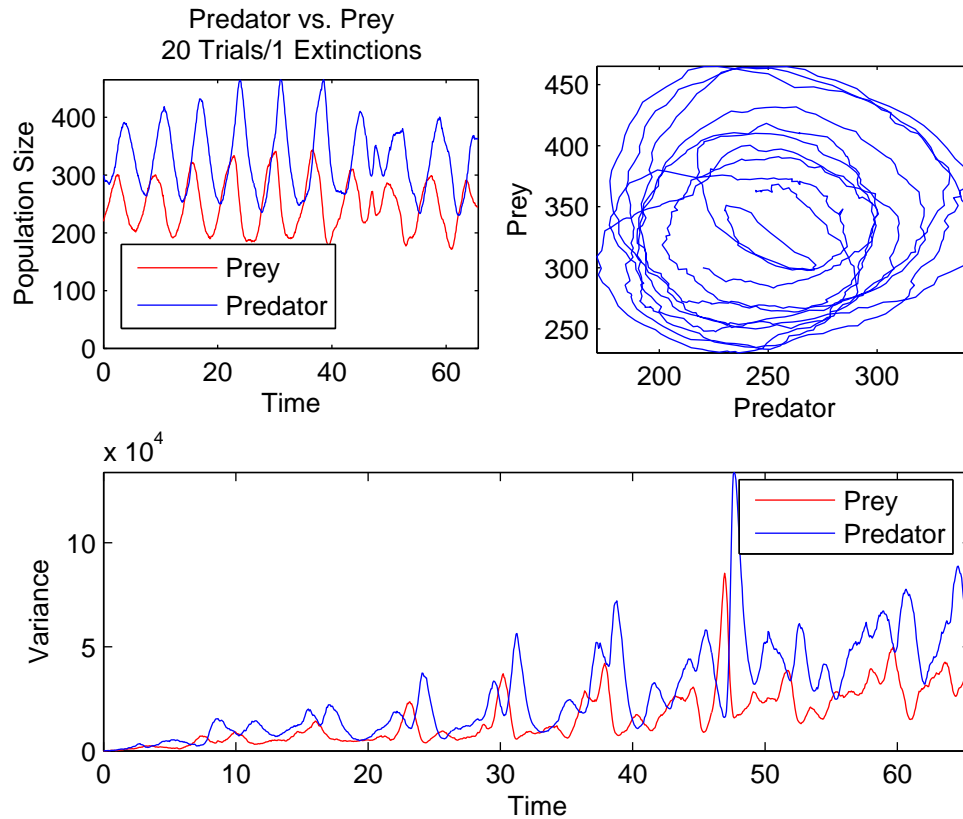 Predator vs. Prey
20 Trials/1 Extinctions
Population Size
400
300
200
100
0
Prey
Predator
0 20 40 60
Time
Prey
450
400
350
300
250
200 250 300
Predator
x 10^4
Variance
10
5
0
Prey
Predator
0 10 20 30 40 50 60
Time